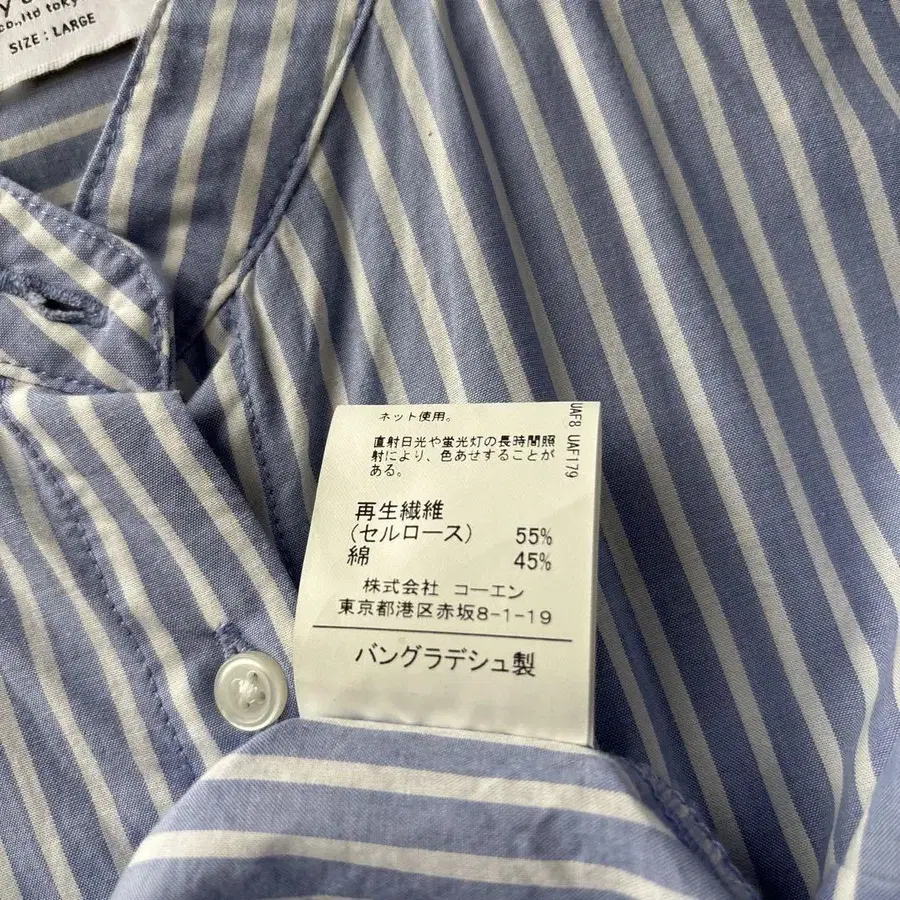 co.,ltd toky
SIZE : LARGE
ネット使用。
直射日光や蛍光灯の長時間照
射により、色あせすることが
ある。
再生繊維
(セルロース) 55%
綿 45%
株式会社 コーエン
東京都港区赤坂8-1-19
バングラデシュ製
UAF8 UAF179